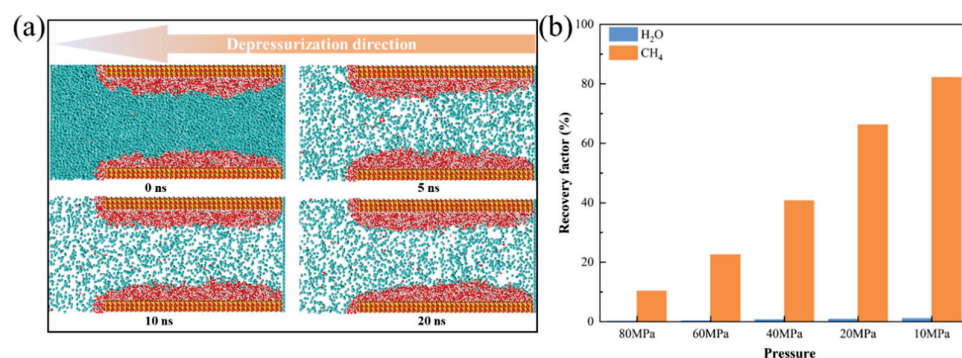 (a)
Depressurization direction
0 ns
5 ns
10 ns
20 ns
(b)
100
80
60
40
20
0
Recovery factor (%)
H₂O
CH₄
80MPa 60MPa 40MPa 20MPa 10MPa
Pressure